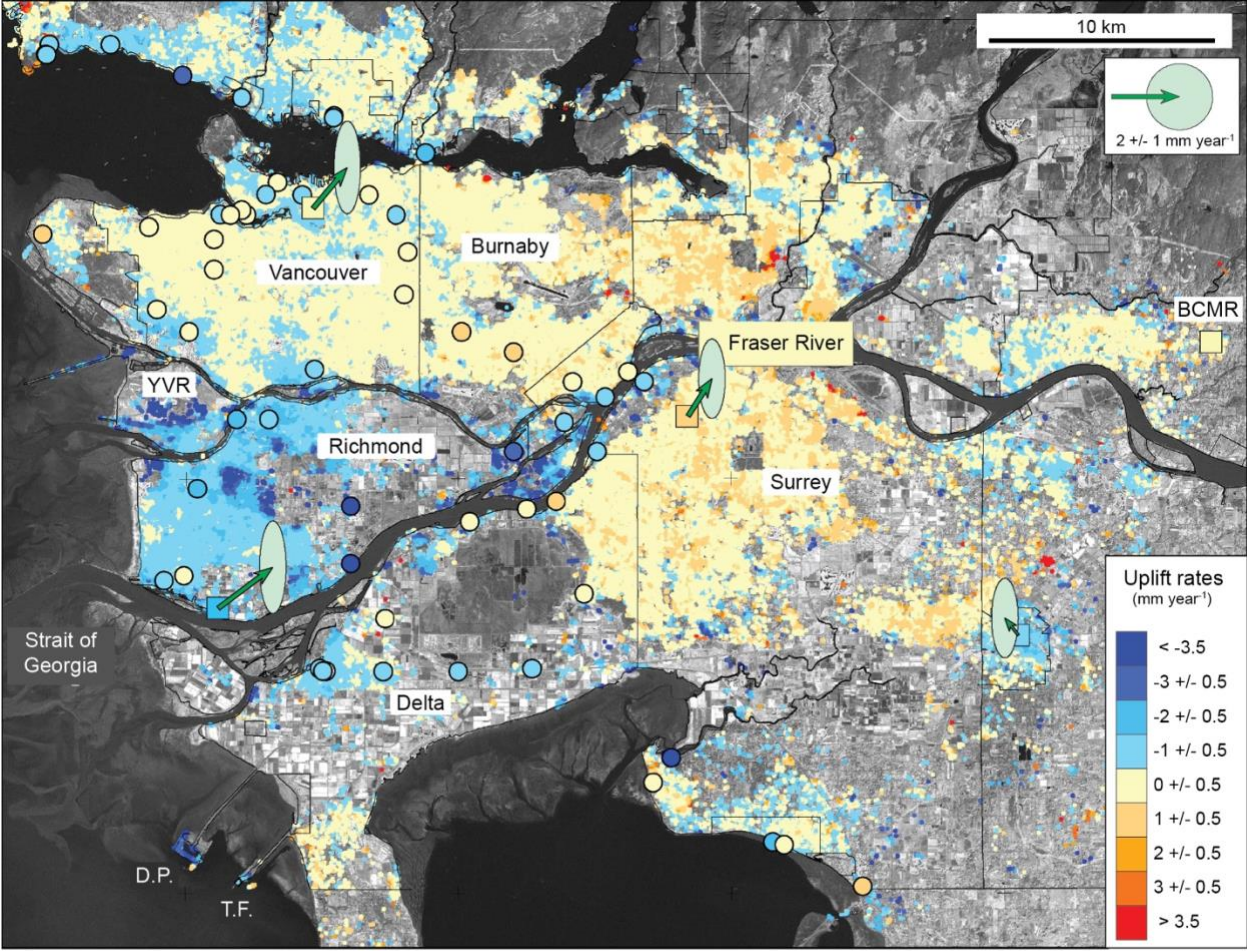 10 km
2 +/- 1 mm year⁻¹
Burnaby
Vancouver
BCMR
Fraser River
YVR
Richmond
Surrey
Strait of
Georgia
Delta
D.P.
T.F.
Uplift rates
(mm year⁻¹)
< -3.5
-3 +/- 0.5
-2 +/- 0.5
-1 +/- 0.5
0 +/- 0.5
1 +/- 0.5
2 +/- 0.5
3 +/- 0.5
> 3.5